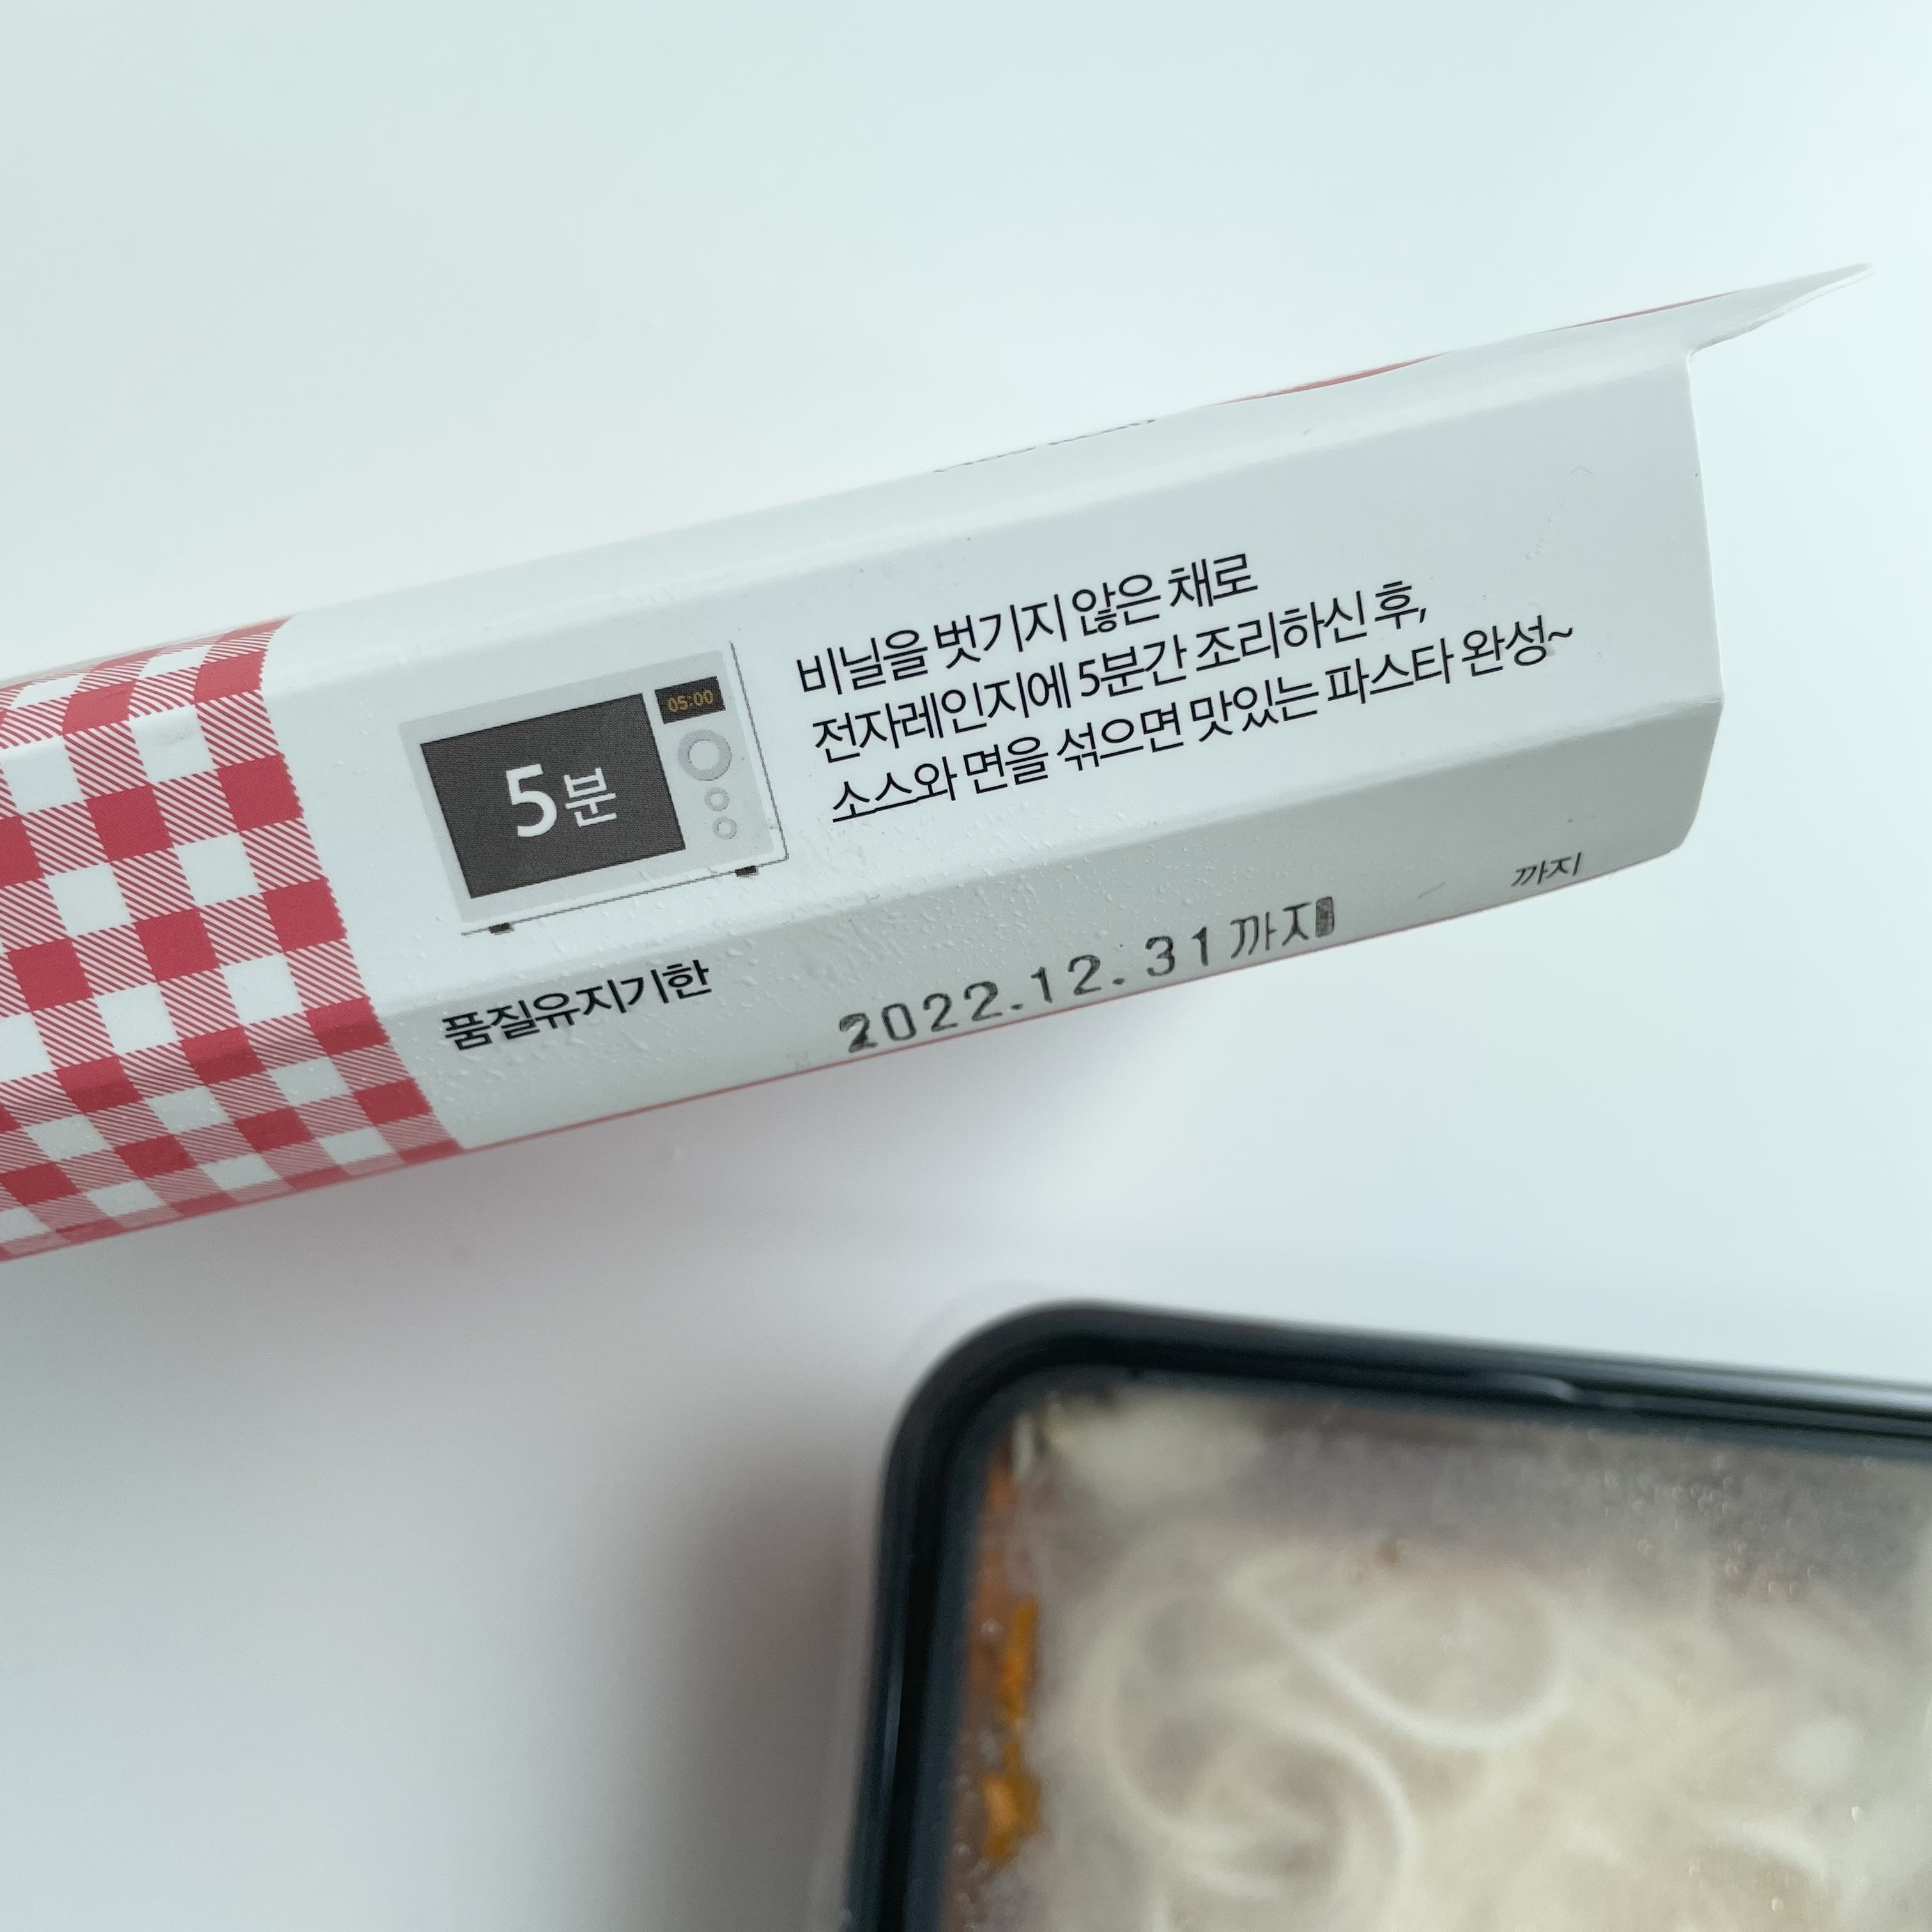 비닐을 벗기지 않은 채로
전자레인지에 5분간 조리하신 후,
소스와 면을 섞으면 맛있는 파스타 완성~
05:00
5분
품질유지기한
2022.12.31까지
까지